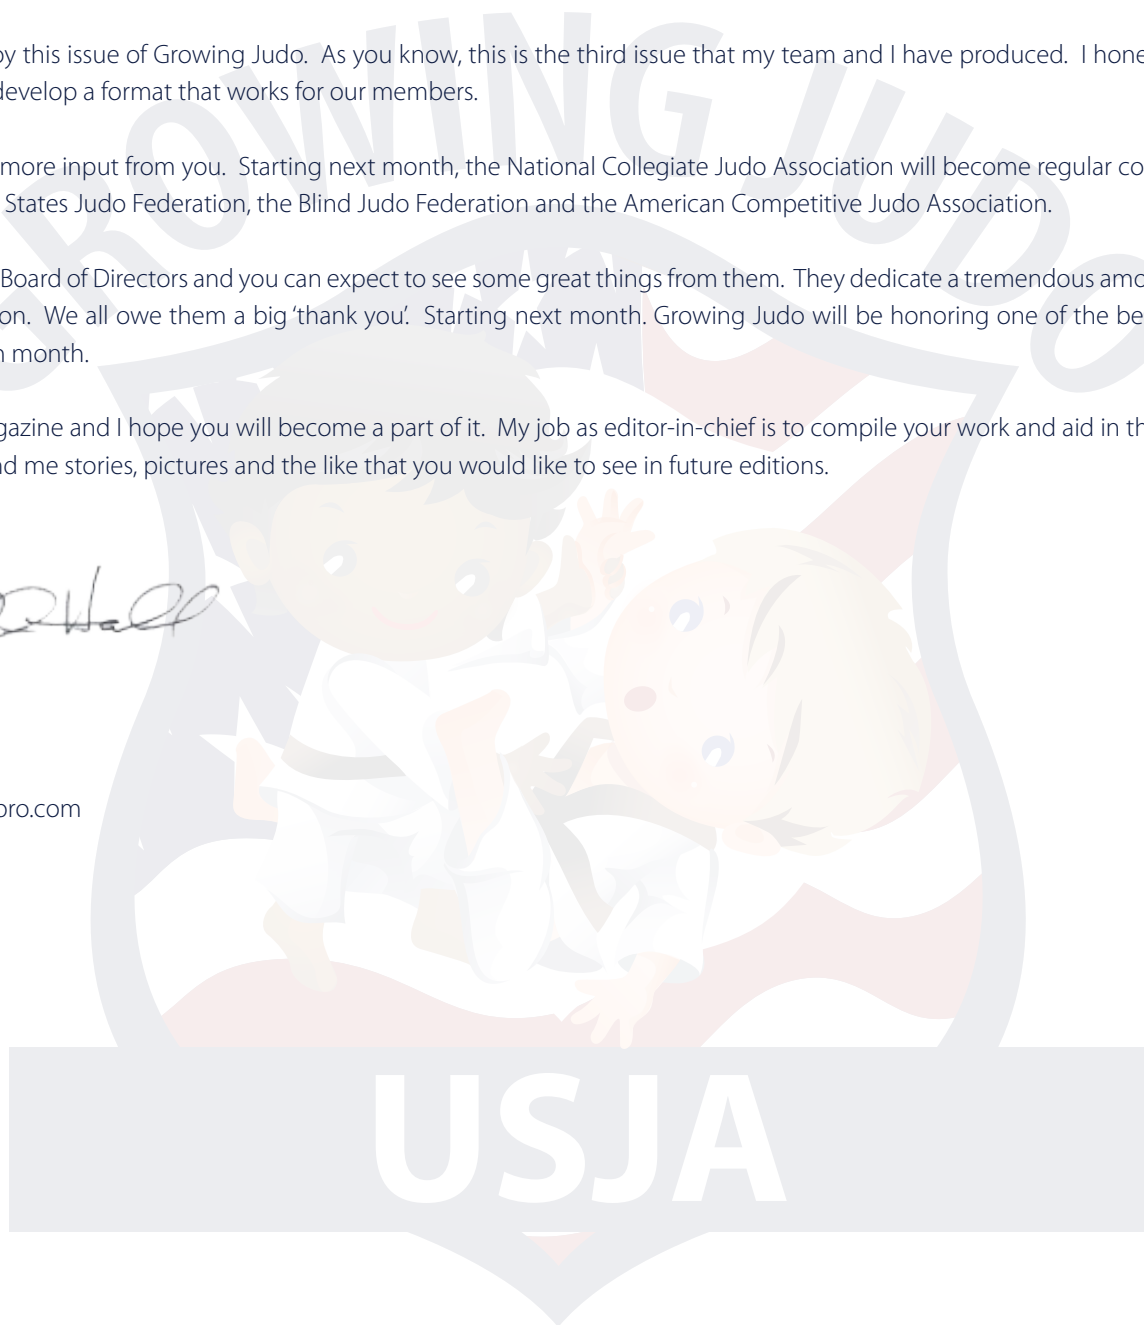 GROWING JUDO
by this issue of Growing Judo. As you know, this is the third issue that my team and I have produced. I hone
develop a format that works for our members.
more input from you. Starting next month, the National Collegiate Judo Association will become regular co
States Judo Federation, the Blind Judo Federation and the American Competitive Judo Association.
Board of Directors and you can expect to see some great things from them. They dedicate a tremendous amo
on. We all owe them a big 'thank you'. Starting next month. Growing Judo will be honoring one of the be
month.
gazine and I hope you will become a part of it. My job as editor-in-chief is to compile your work and aid in th
nd me stories, pictures and the like that you would like to see in future editions.
Hall
pro.com
USJA